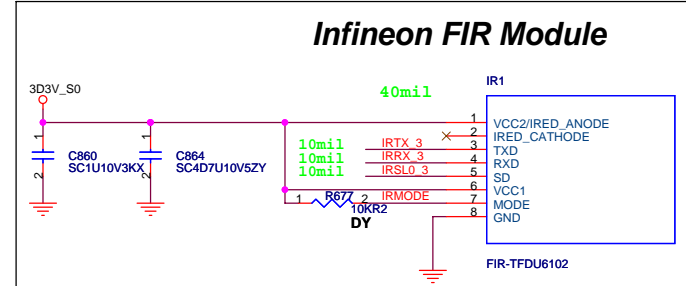 Infineon FIR Module
3D3V_S0
40mil
IR1
1
2
C860
SC1U10V3KX
1
2
C864
SC4D7U10V5ZY
10mil
10mil
10mil
IRTX_3
IRRX_3
IRSL0_3
1
R677
2
10KR2
DY
IRMODE
1 VCC2/IRED_ANODE
2 IRED_CATHODE
3 TXD
4 RXD
5 SD
6 VCC1
7 MODE
8 GND
FIR-TFDU6102